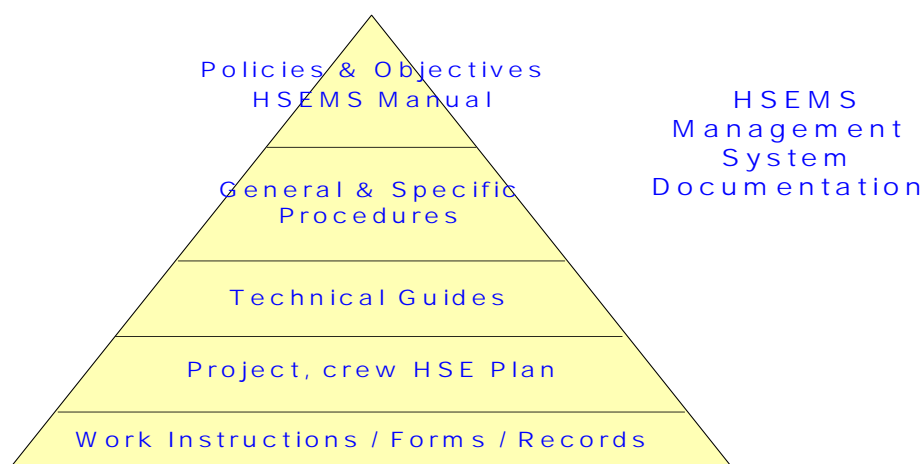 Policies & Objectives
HSEMS Manual
HSEMS
Management
System
Documentation
General & Specific
Procedures
Technical Guides
Project, crew HSE Plan
Work Instructions / Forms / Records